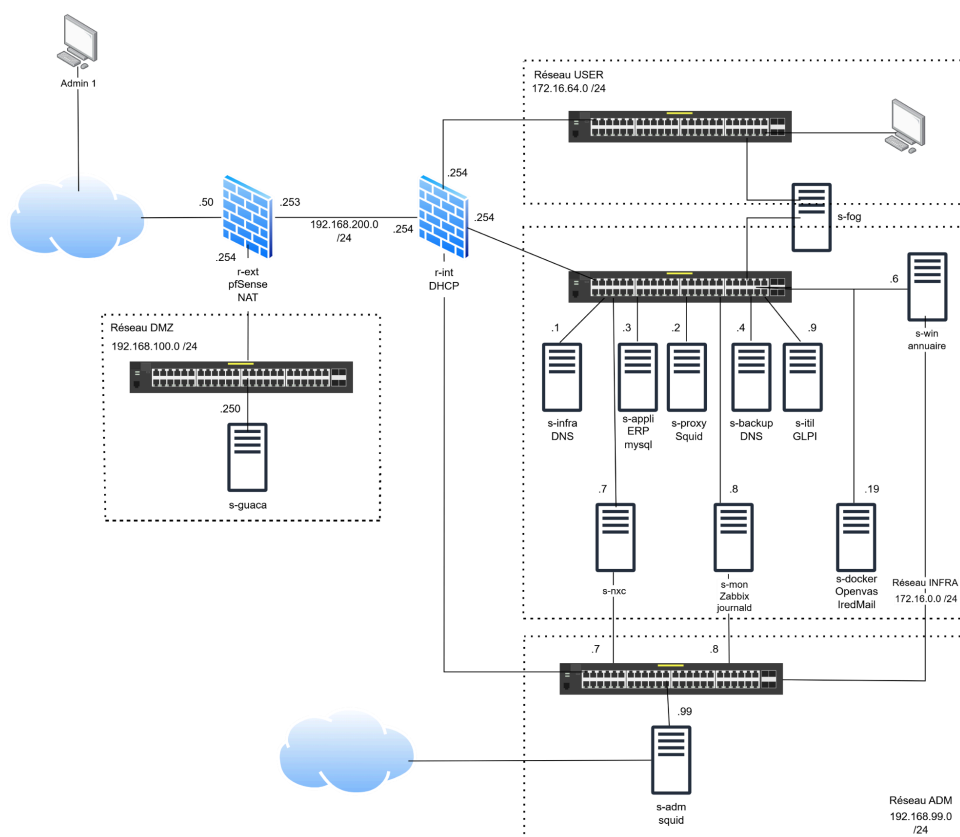 Admin 1
Réseau USER
172.16.64.0 /24
.254
.50
.253
192.168.200.0
/24
.254
.254
s-fog
.254
r-ext
pfSense
NAT
r-int
DHCP
.6
s-win
annuaire
Réseau DMZ
192.168.100.0 /24
.1
.3
.2
.4
.9
.250
s-infra
DNS
s-appli
ERP
mysql
s-proxy
Squid
s-backup
DNS
s-itil
GLPI
s-guaca
.7
.8
.19
s-nxc
s-mon
Zabbix
journald
s-docker
Openvas
IredMail
Réseau INFRA
172.16.0.0 /24
.7
.8
.99
s-adm
squid
Réseau ADM
192.168.99.0
/24